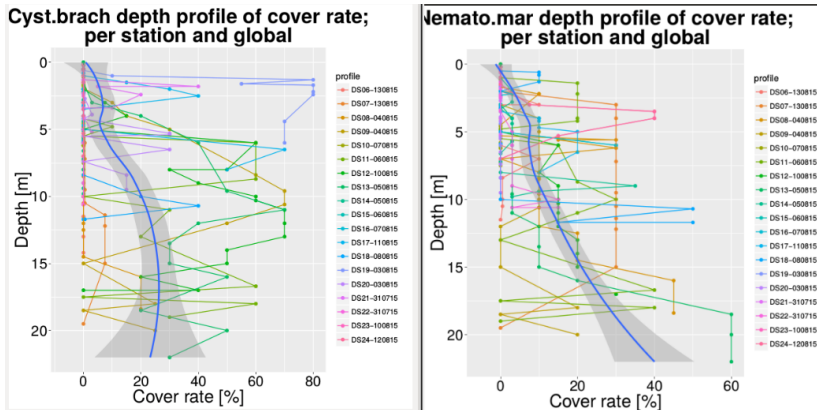 Cyst.brach depth profile of cover rate;
per station and global
Depth [m]
0
5
10
15
20
0 20 40 60 80
Cover rate [%]
profile
DS06-130815
DS07-130815
DS08-040815
DS09-040815
DS10-070815
DS11-060815
DS12-100815
DS13-050815
DS14-050815
DS15-060815
DS16-070815
DS17-110815
DS18-080815
DS19-030815
DS20-030815
DS21-310715
DS22-310715
DS23-100815
DS24-120815
Nemato.mar depth profile of cover rate;
per station and global
Depth [m]
0
5
10
15
20
0 20 40 60
Cover rate [%]
profile
DS06-130815
DS07-130815
DS08-040815
DS09-040815
DS10-070815
DS11-060815
DS12-100815
DS13-050815
DS14-050815
DS15-060815
DS16-070815
DS17-110815
DS18-080815
DS19-030815
DS20-030815
DS21-310715
DS22-310715
DS23-100815
DS24-120815